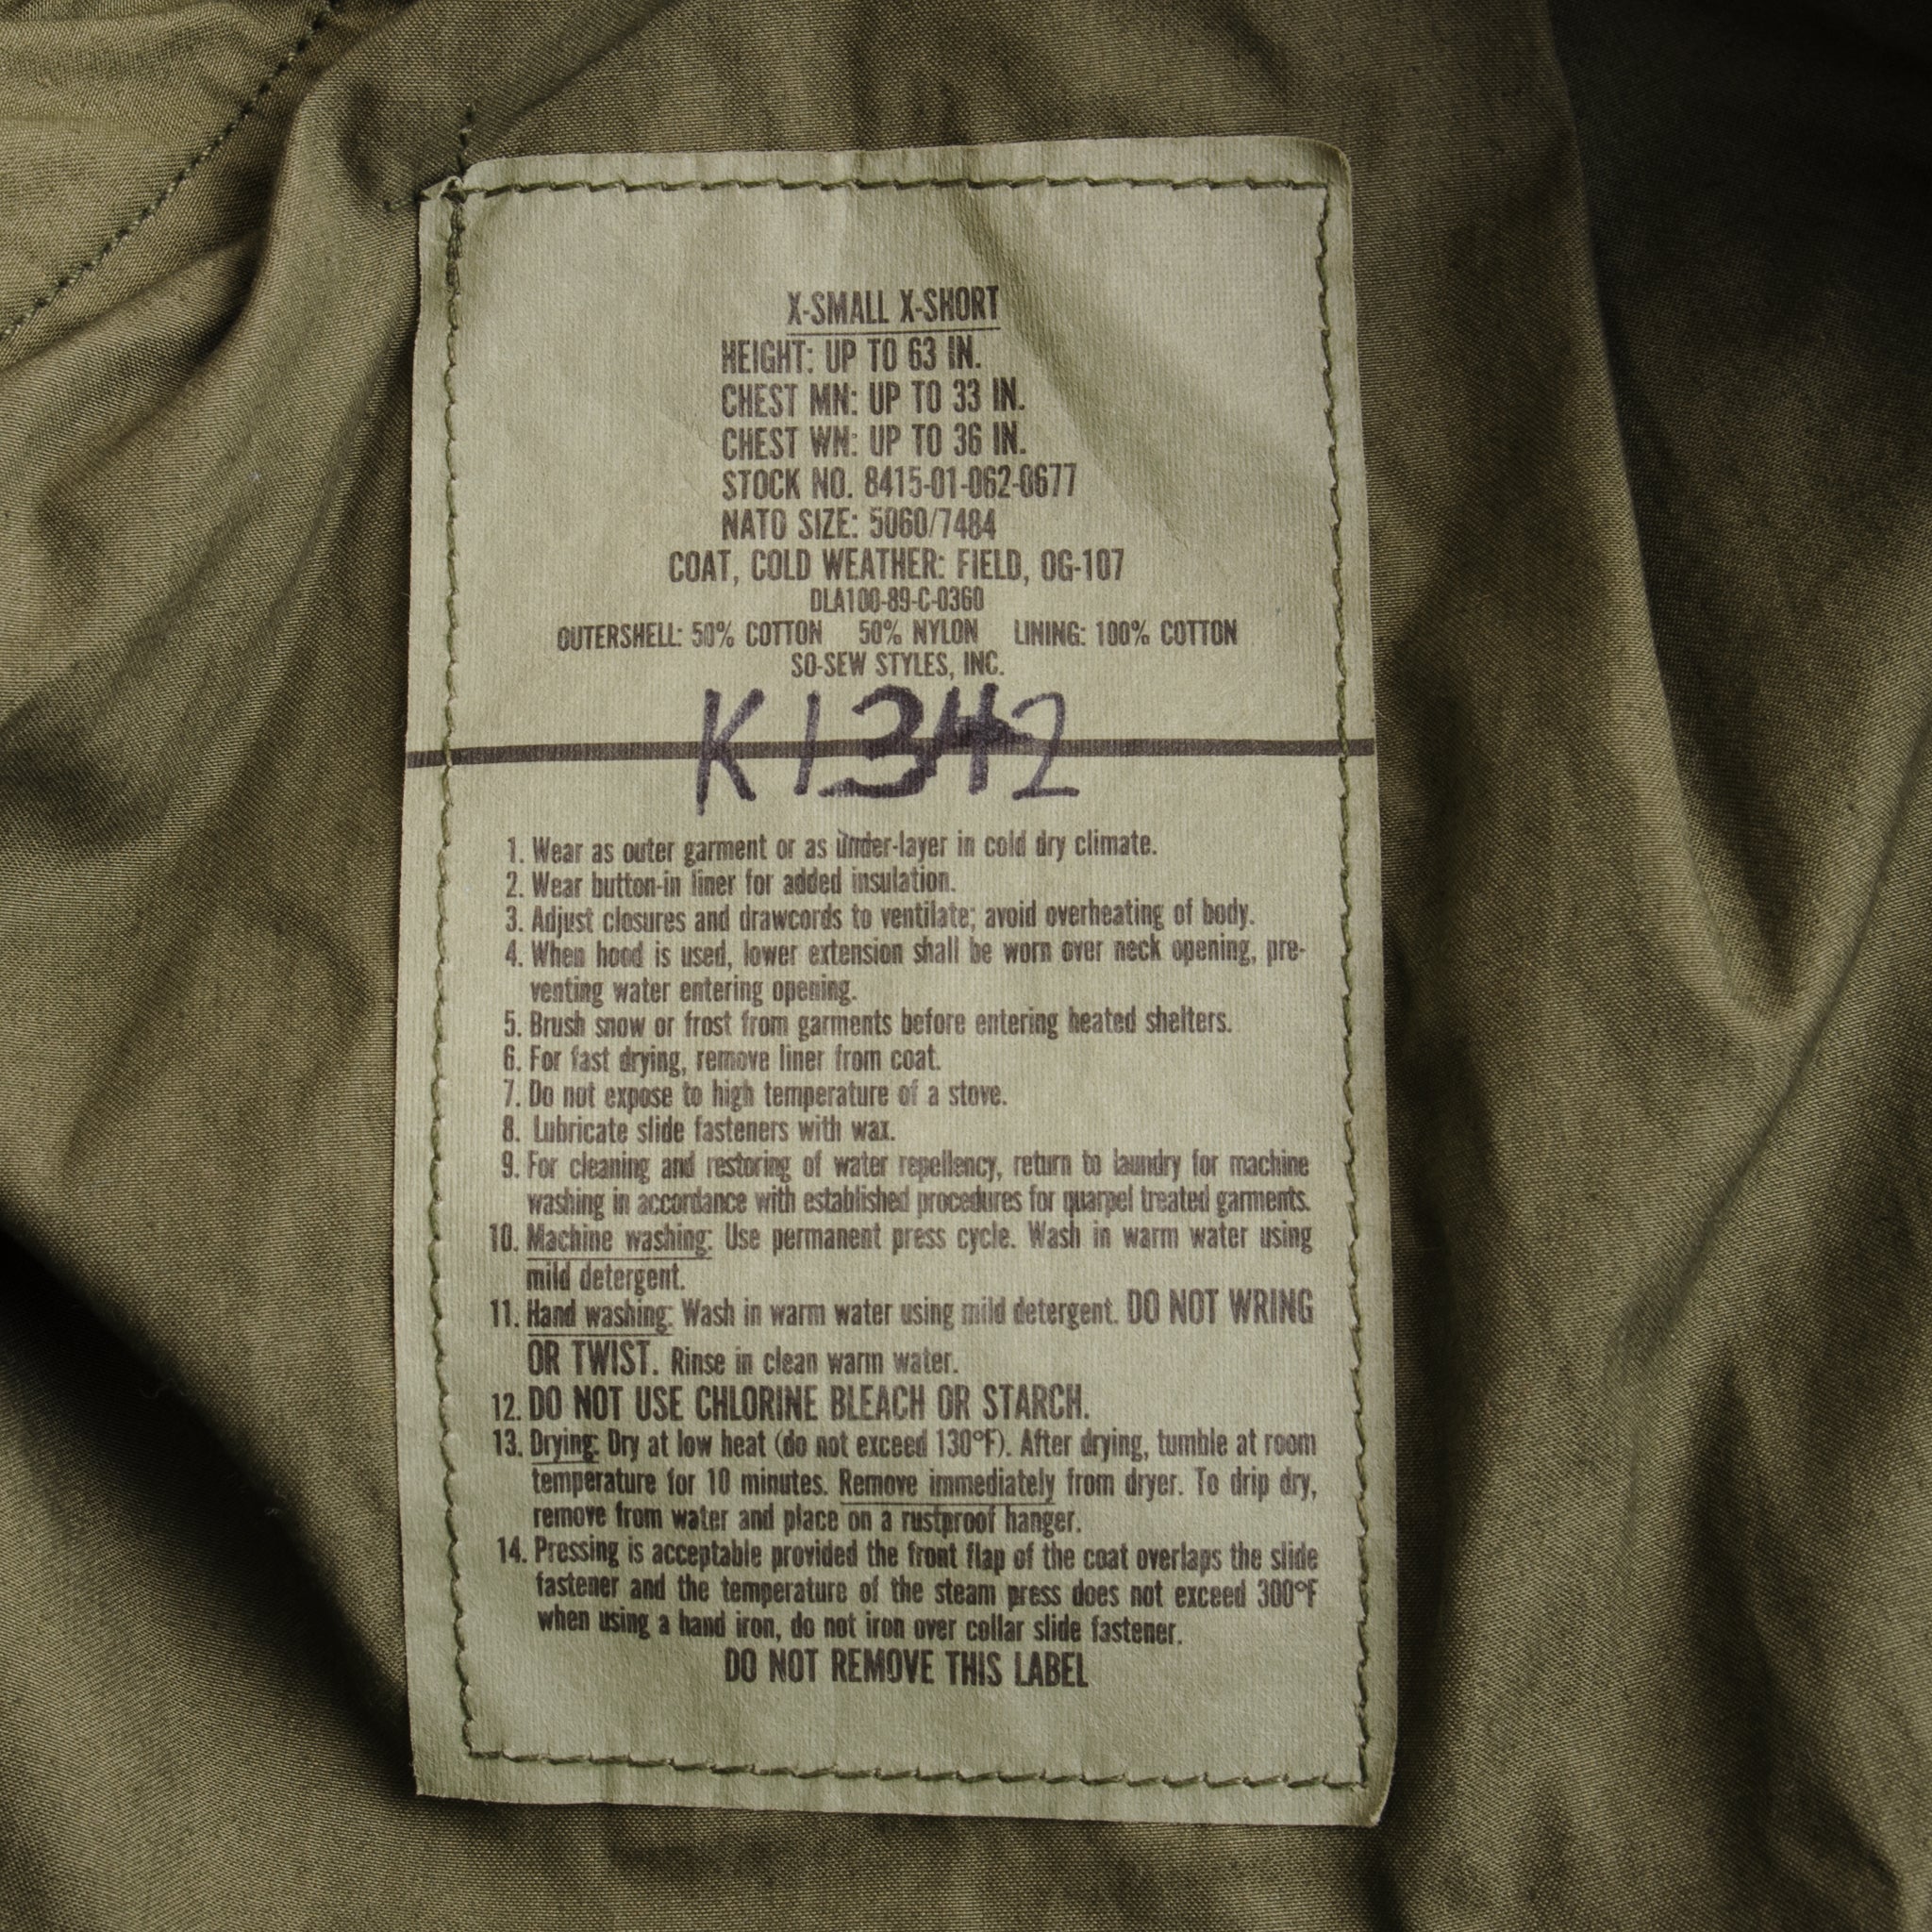 X-SMALL X-SHORT
HEIGHT: UP TO 63 IN.
CHEST MN: UP TO 33 IN.
CHEST WN: UP TO 36 IN.
STOCK NO. 8415-01-062-0677
NATO SIZE: 5060/7484
COAT, COLD WEATHER: FIELD, OG-107
DLA100-89-C-0360
OUTERSHELL: 50% COTTON 50% NYLON LINING: 100% COTTON
SO-SEW STYLES, INC.
K1342
1. Wear as outer garment or as under-layer in cold dry climate.
2. Wear button-in liner for added insulation.
3. Adjust closures and drawcords to ventilate; avoid overheating of body.
4. When hood is used, lower extension shall be worn over neck opening, pre-
venting water entering opening.
5. Brush snow or frost from garments before entering heated shelters.
6. For fast drying, remove liner from coat.
7. Do not expose to high temperature of a stove.
8. Lubricate slide fasteners with wax.
9. For cleaning and restoring of water repellency, return to laundry for machine
washing in accordance with established procedures for quarpel treated garments.
10. Machine washing: Use permanent press cycle. Wash in warm water using
mild detergent.
11. Hand washing: Wash in warm water using mild detergent. DO NOT WRING
OR TWIST. Rinse in clean warm water.
12. DO NOT USE CHLORINE BLEACH OR STARCH.
13. Drying: Dry at low heat (do not exceed 130°F). After drying, tumble at room
temperature for 10 minutes. Remove immediately from dryer. To drip dry,
remove from water and place on a rustproof hanger.
14. Pressing is acceptable provided the front flap of the coat overlaps the slide
fastener and the temperature of the steam press does not exceed 300°F
when using a hand iron, do not iron over collar slide fastener.
DO NOT REMOVE THIS LABEL